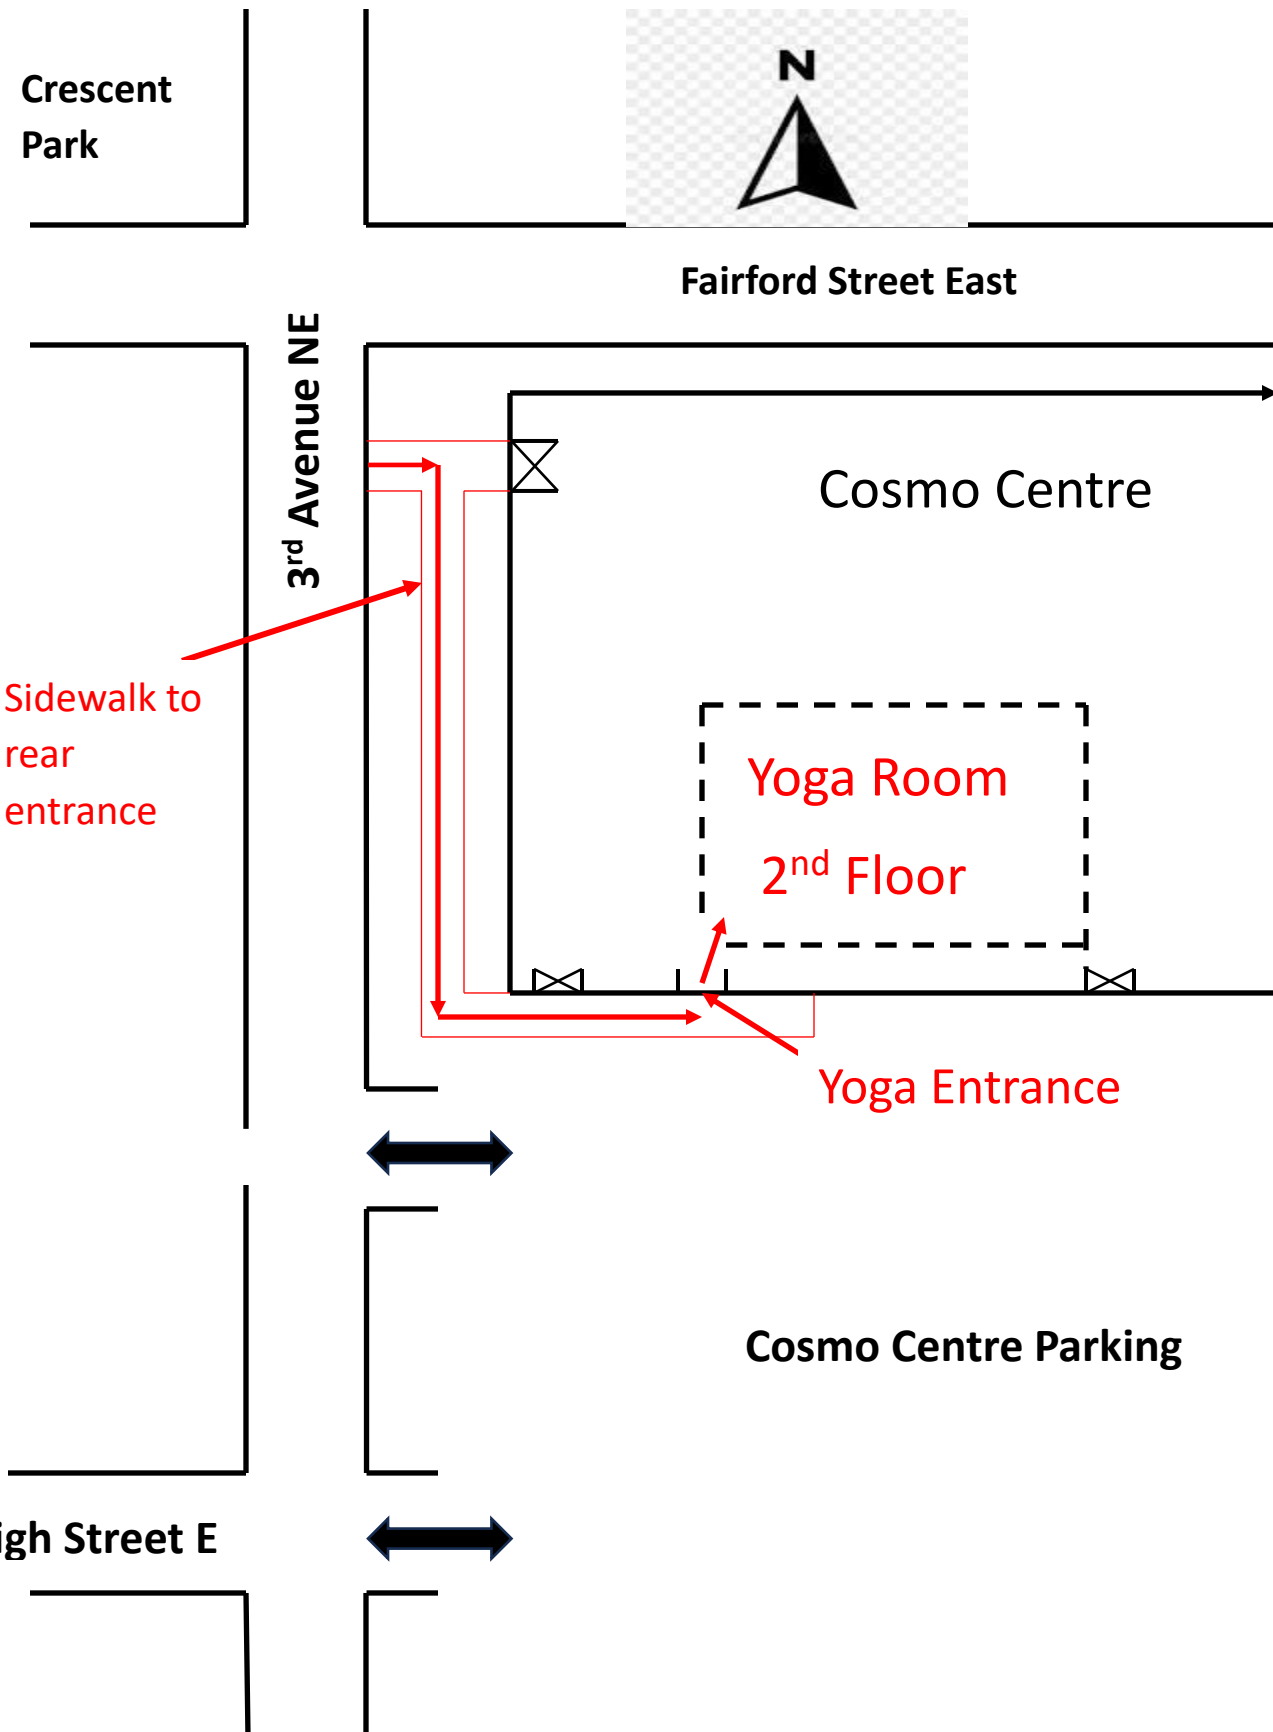 Crescent
Park
N
Fairford Street East
3rd Avenue NE
Cosmo Centre
Sidewalk to
rear
entrance
Yoga Room
2nd Floor
Yoga Entrance
Cosmo Centre Parking
igh Street E